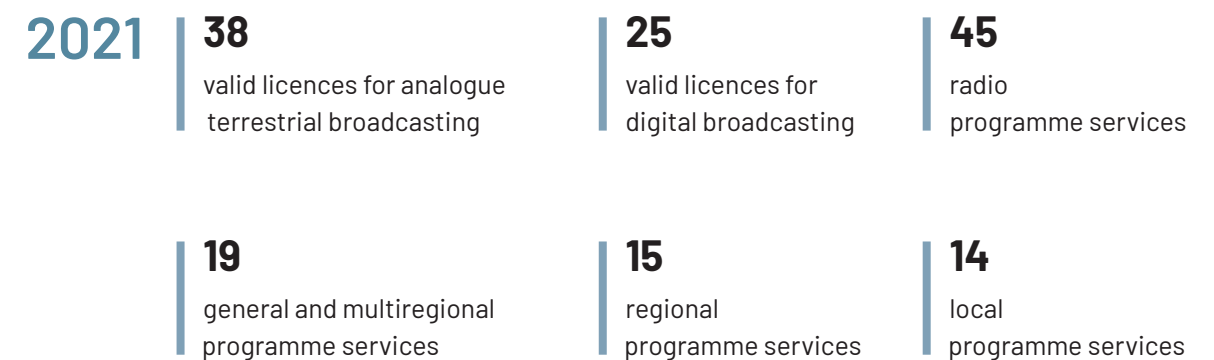 2021
38
valid licences for analogue
terrestrial broadcasting
25
valid licences for
digital broadcasting
45
radio
programme services
19
general and multiregional
programme services
15
regional
programme services
14
local
programme services